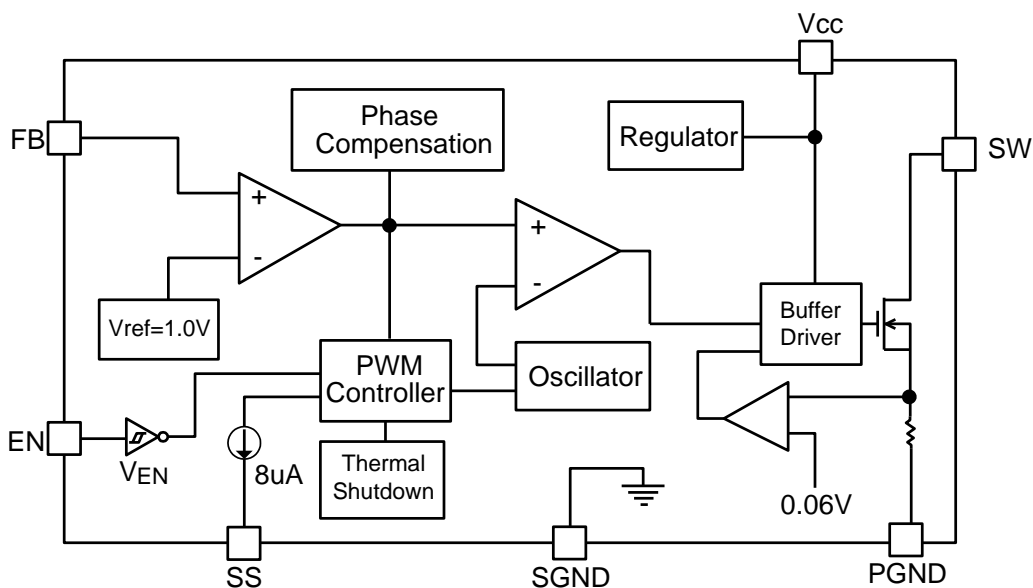 Vcc
FB
Phase
Compensation
Regulator
SW
+
-
+
-
Vref=1.0V
Buffer
Driver
PWM
Controller
Oscillator
EN
VEN
8uA
Thermal
Shutdown
0.06V
SS
SGND
PGND